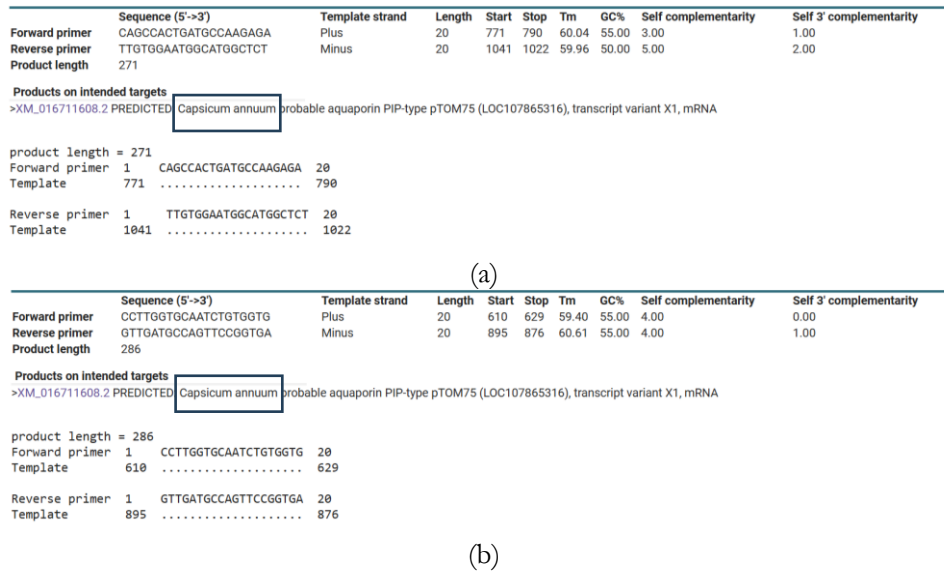 Sequence (5'->3') Template strand Length Start Stop Tm GC% Self complementarity Self 3' complementarity
Forward primer CAGCCACTGATGCCAAGAGA Plus 20 771 790 60.04 55.00 3.00 1.00
Reverse primer TTGTGGAATGGCATGGCTCT Minus 20 1041 1022 59.96 50.00 5.00 2.00
Product length 271
Products on intended targets
>XM_016711608.2 PREDICTED Capsicum annuum probable aquaporin PIP-type pTOM75 (LOC107865316), transcript variant X1, mRNA
product length = 271
Forward primer 1 CAGCCACTGATGCCAAGAGA 20
Template 771 .................... 790
Reverse primer 1 TTGTGGAATGGCATGGCTCT 20
Template 1041 .................... 1022
(a)
Sequence (5'->3') Template strand Length Start Stop Tm GC% Self complementarity Self 3' complementarity
Forward primer CCTTGGTGCAATCTGTGGTG Plus 20 610 629 59.40 55.00 4.00 0.00
Reverse primer GTTGATGCCAGTTCCGGTGA Minus 20 895 876 60.61 55.00 4.00 1.00
Product length 286
Products on intended targets
>XM_016711608.2 PREDICTED Capsicum annuum probable aquaporin PIP-type pTOM75 (LOC107865316), transcript variant X1, mRNA
product length = 286
Forward primer 1 CCTTGGTGCAATCTGTGGTG 20
Template 610 .................... 629
Reverse primer 1 GTTGATGCCAGTTCCGGTGA 20
Template 895 .................... 876
(b)